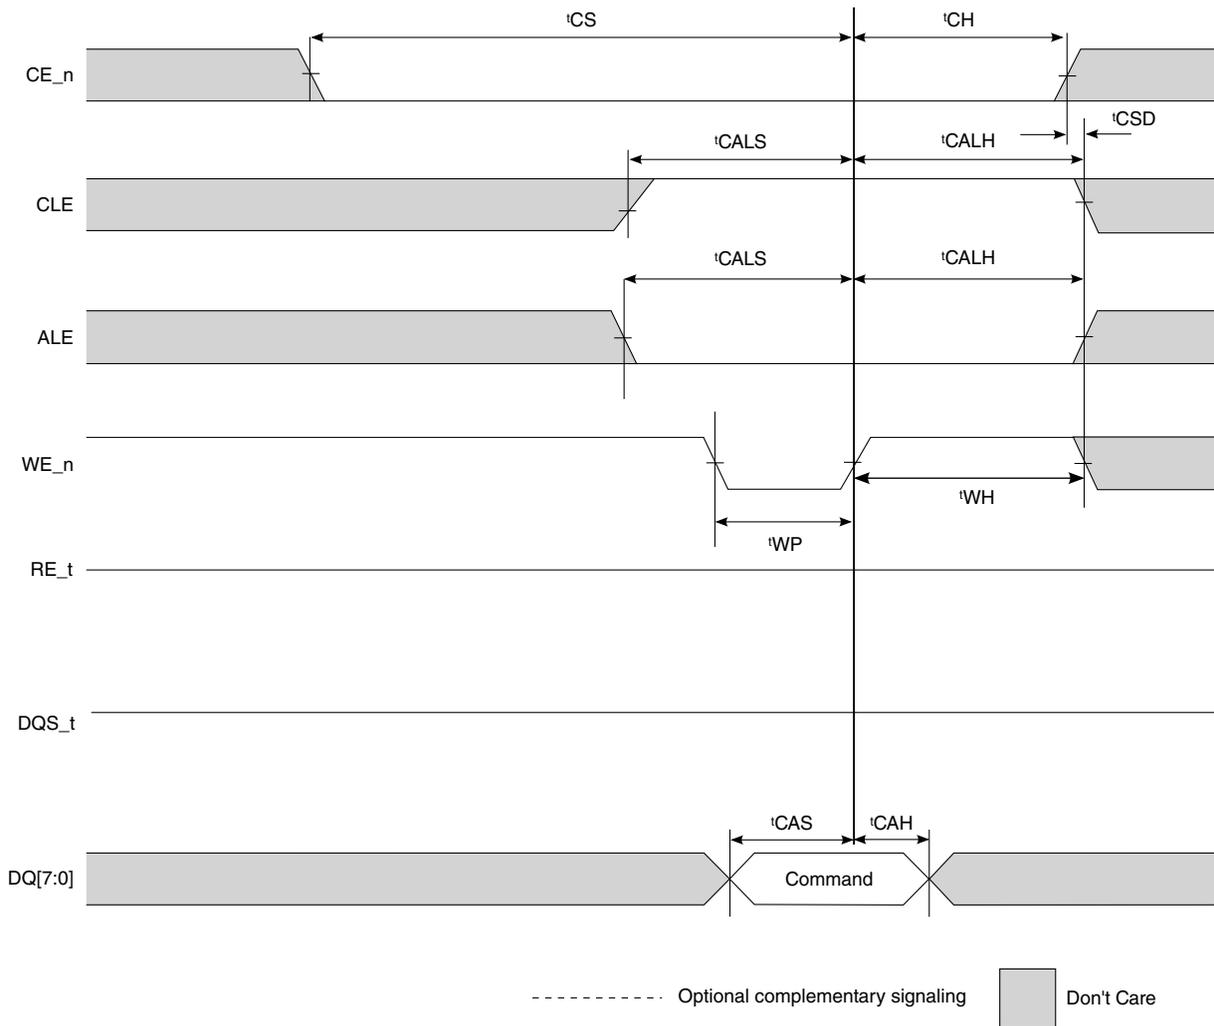 tCS tCH
CE_n
tCSD
tCALS tCALH
CLE
tCALS tCALH
ALE
WE_n
tWH
tWP
RE_t
DQS_t
tCAS tCAH
DQ[7:0] Command
Optional complementary signaling Don't Care